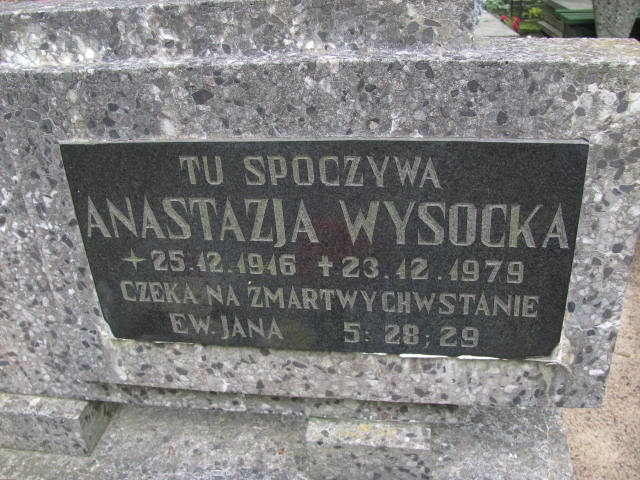 TU SPOCZYWA
ANASTAZJA WYSOCKA
25.12.1916 ✝ 23.12.1979
CZEKA NA ZMARTWYCHWSTANIE
EW. JANA 5: 28; 29